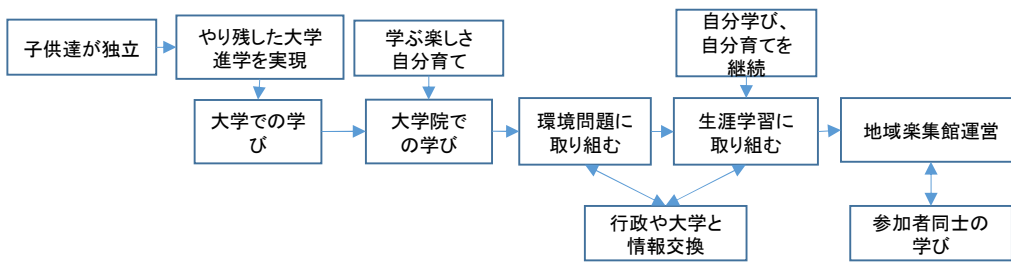 子供達が独立
やり残した大学
進学を実現
学ぶ楽しさ
自分育て
自分学び、
自分育てを
継続
大学での学
び
大学院で
の学び
環境問題に
取り組む
生涯学習に
取り組む
地域楽集館運営
行政や大学と
情報交換
参加者同士の
学び